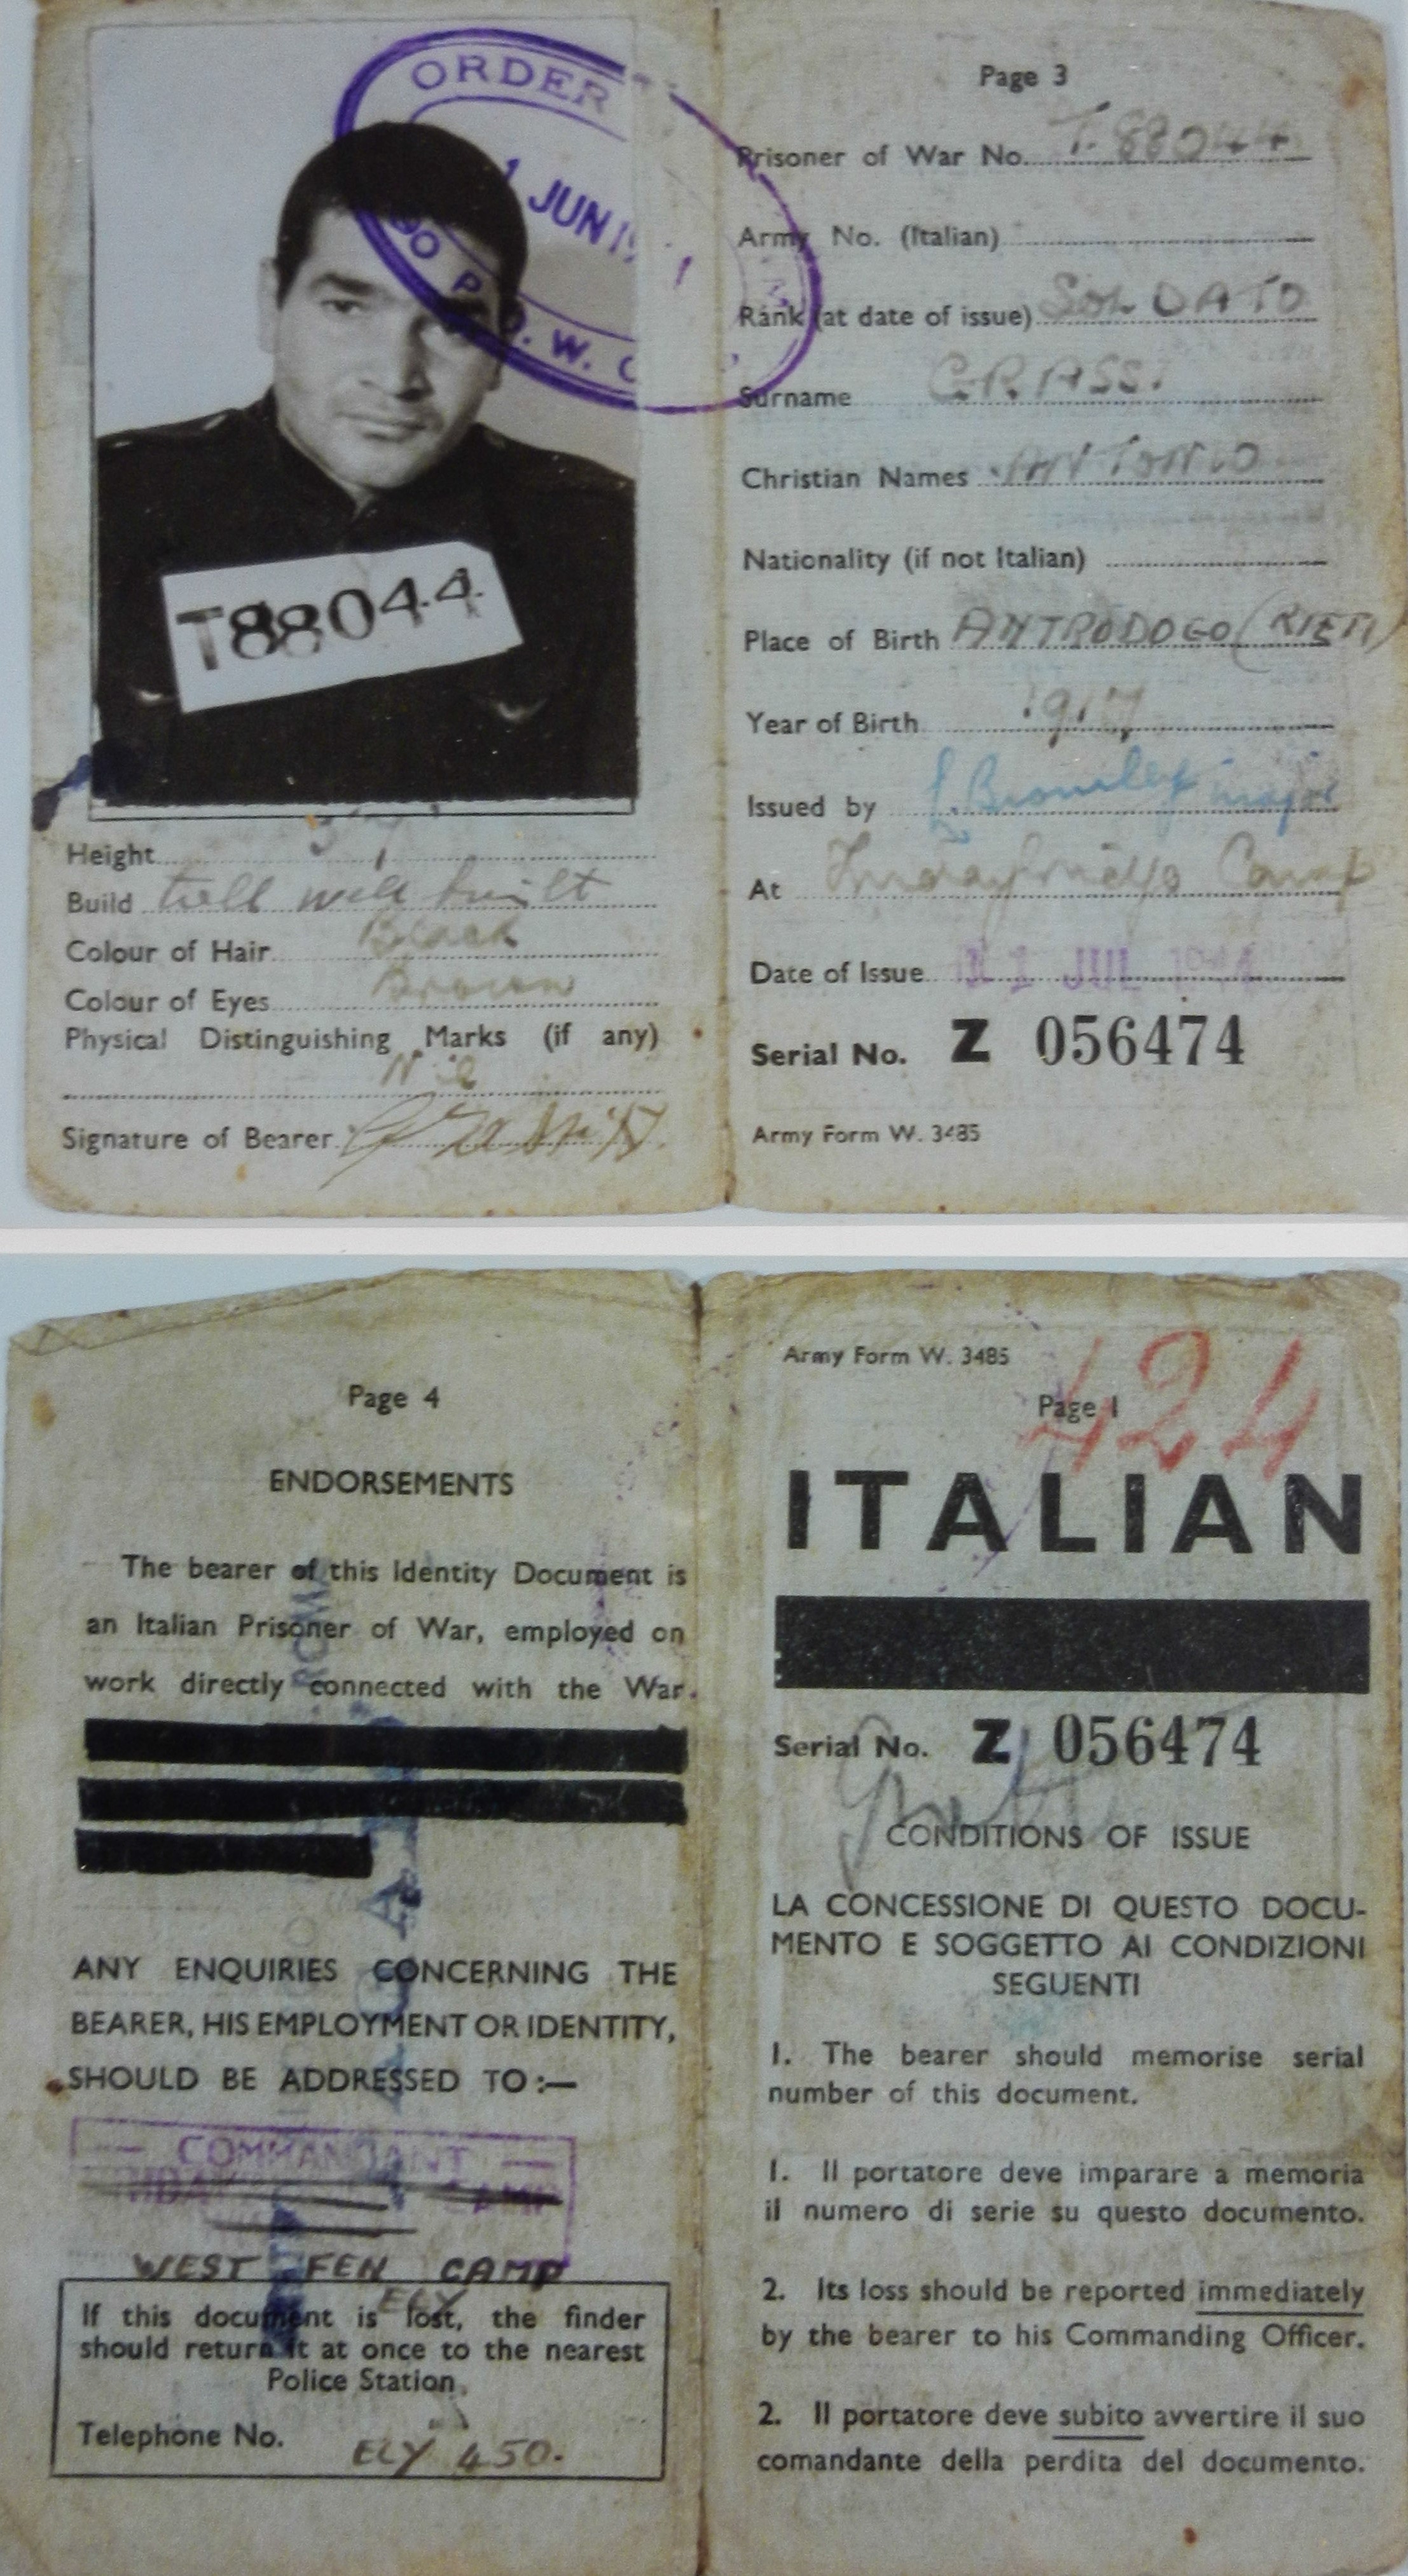 ORDER
1 JUN 19
P.O.W. C
T88044
Height 5' 7
Build tall well built
Colour of Hair Black
Colour of Eyes Brown
Physical Distinguishing Marks (if any)
Nil
Signature of Bearer
Page 3
Prisoner of War No. T.88044
Army No. (Italian)
Rank (at date of issue) SOLDATO
Surname GRASSI
Christian Names ANTONIO
Nationality (if not Italian)
Place of Birth ANTRODOCO (RIETI)
Year of Birth 1917
Issued by Bromley major
At Camp
Date of Issue JUL 1944
Serial No. Z 056474
Army Form W. 3485
Page 4
ENDORSEMENTS
The bearer of this Identity Document is
an Italian Prisoner of War, employed on
work directly connected with the War.
ANY ENQUIRIES CONCERNING THE
BEARER, HIS EMPLOYMENT OR IDENTITY,
SHOULD BE ADDRESSED TO :—
— COMMANDANT —
CAMP
WEST FEN CAMP
ELY
If this document is lost, the finder
should return it at once to the nearest
Police Station.
Telephone No.
ELY 450.
Army Form W. 3485
424
Page 1
ITALIAN
Serial No. Z 056474
CONDITIONS OF ISSUE
LA CONCESSIONE DI QUESTO DOCU-
MENTO E SOGGETTO AI CONDIZIONI
SEGUENTI
1. The bearer should memorise serial
number of this document.
1. Il portatore deve imparare a memoria
il numero di serie su questo documento.
2. Its loss should be reported immediately
by the bearer to his Commanding Officer.
2. Il portatore deve subito avvertire il suo
comandante della perdita del documento.